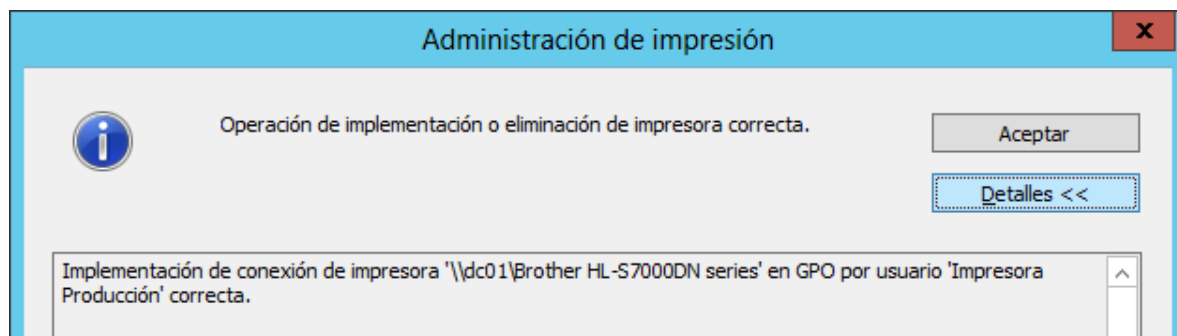 Administración de impresión
x
Operación de implementación o eliminación de impresora correcta.
Aceptar
Detalles <<
Implementación de conexión de impresora '\\dc01\Brother HL-S7000DN series' en GPO por usuario 'Impresora
Producción' correcta.